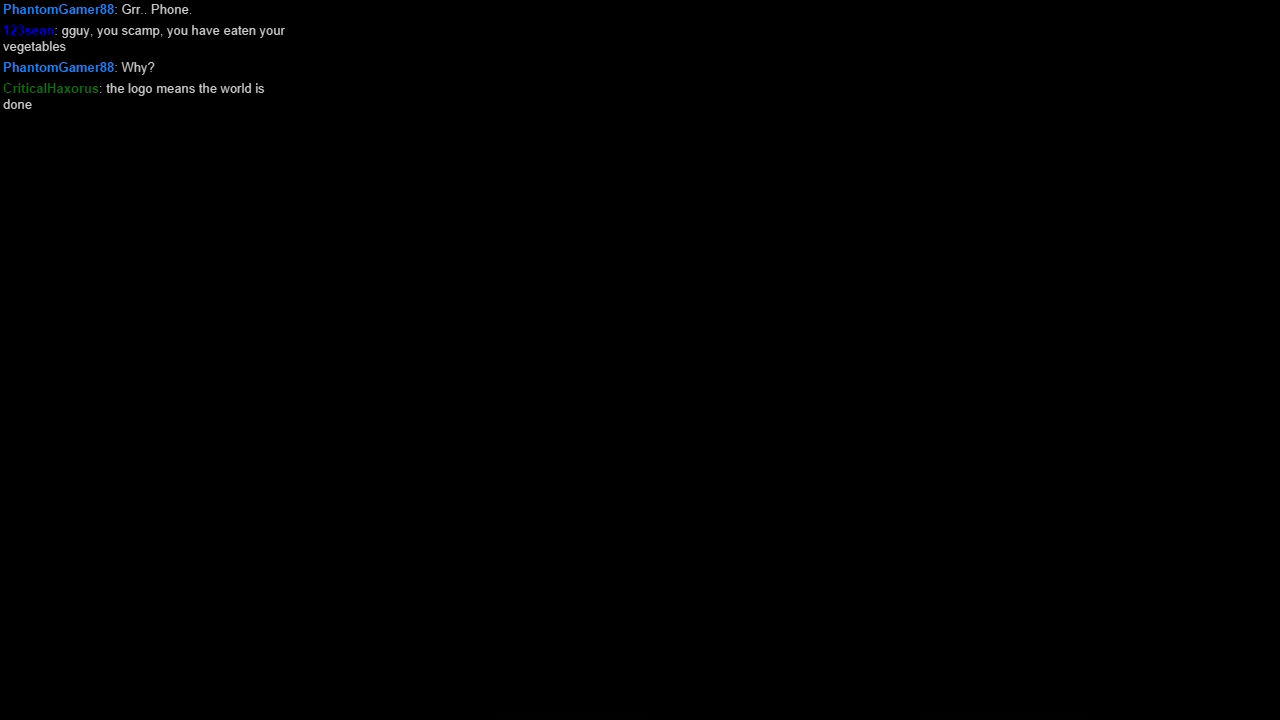 PhantomGamer88: Grr.. Phone.
123sean: gguy, you scamp, you have eaten your
vegetables
PhantomGamer88: Why?
CriticalHaxorus: the logo means the world is
done